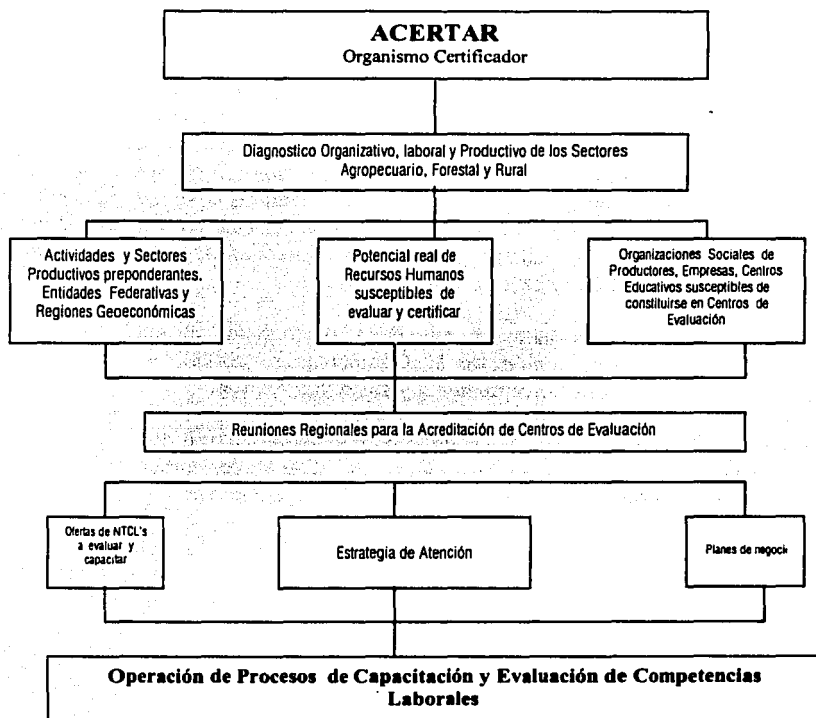 ACERTAR
Organismo Certificador
Diagnostico Organizativo, laboral y Productivo de los Sectores
Agropecuario, Forestal y Rural
Actividades y Sectores
Productivos preponderantes.
Entidades Federativas y
Regiones Geoeconómicas
Potencial real de
Recursos Humanos
susceptibles de
evaluar y certificar
Organizaciones Sociales de
Productores, Empresas, Centros
Educativos susceptibles de
constituirse en Centros de
Evaluación
Reuniones Regionales para la Acreditación de Centros de Evaluación
Ofertas de NTCL's
a evaluar y
capacitar
Estrategia de Atención
Planes de negoci
Operación de Procesos de Capacitación y Evaluación de Competencias
Laborales